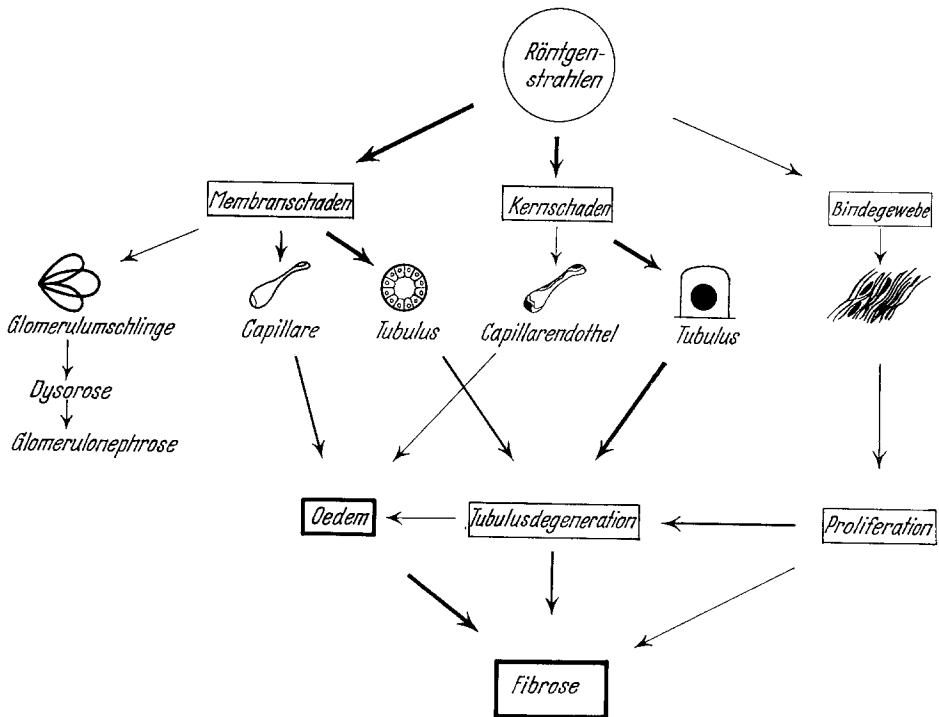 Röntgen-
strahlen
Membranschaden
Kernschaden
Bindegewebe
Glomerulumschlinge
Capillare
Tubulus
Capillarendothel
Tubulus
Dysorose
Glomerulonephrose
Oedem
Tubulusdegeneration
Proliferation
Fibrose